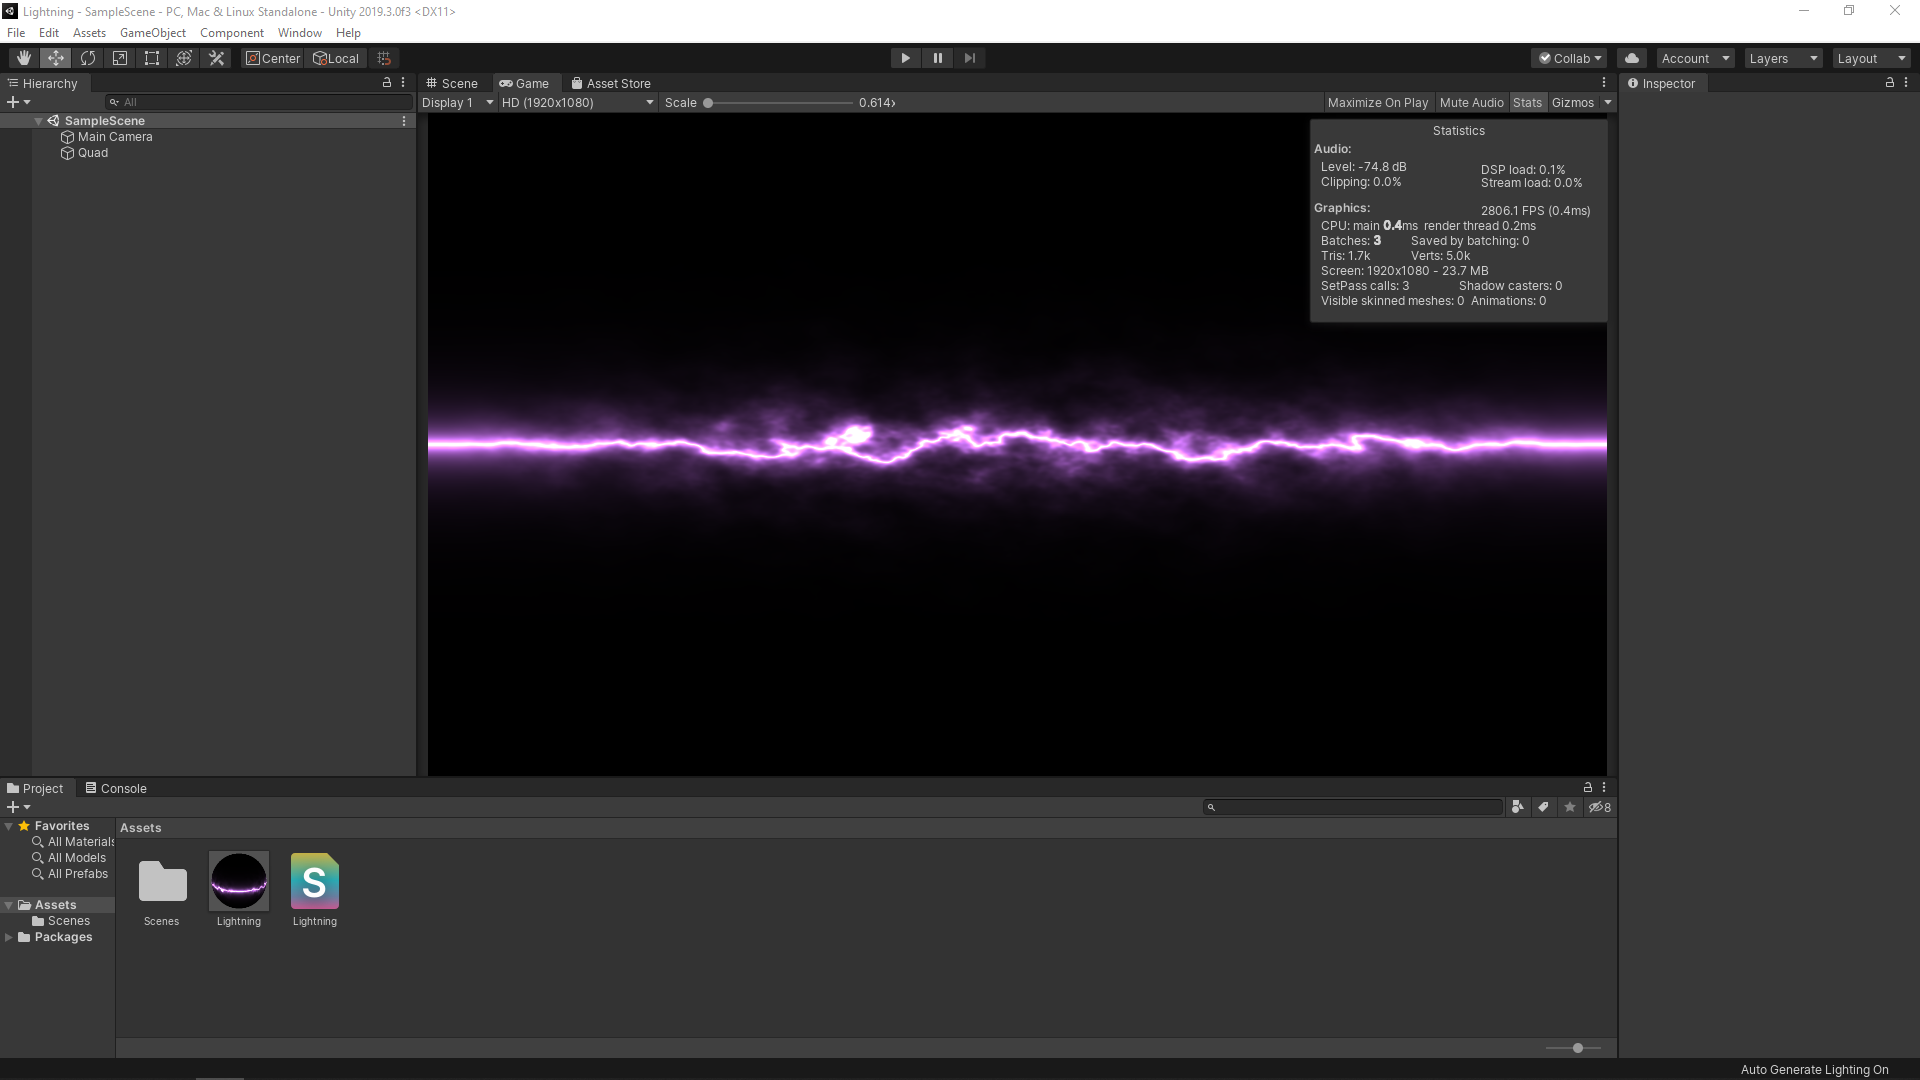 Lightning - SampleScene - PC, Mac & Linux Standalone - Unity 2019.3.0f3 <DX11>
File Edit Assets GameObject Component Window Help
Center Local Collab Account Layers Layout
Hierarchy Scene Game Asset Store Inspector
All Display 1 HD (1920x1080) Scale 0.614x Maximize On Play Mute Audio Stats Gizmos
SampleScene
Main Camera
Quad
Statistics
Audio:
Level: -74.8 dB DSP load: 0.1%
Clipping: 0.0% Stream load: 0.0%
Graphics: 2806.1 FPS (0.4ms)
CPU: main 0.4ms render thread 0.2ms
Batches: 3 Saved by batching: 0
Tris: 1.7k Verts: 5.0k
Screen: 1920x1080 - 23.7 MB
SetPass calls: 3 Shadow casters: 0
Visible skinned meshes: 0 Animations: 0
Project Console
8
Favorites Assets
All Materials
All Models
All Prefabs
Assets
Scenes
Packages
Scenes Lightning S Lightning
Auto Generate Lighting On